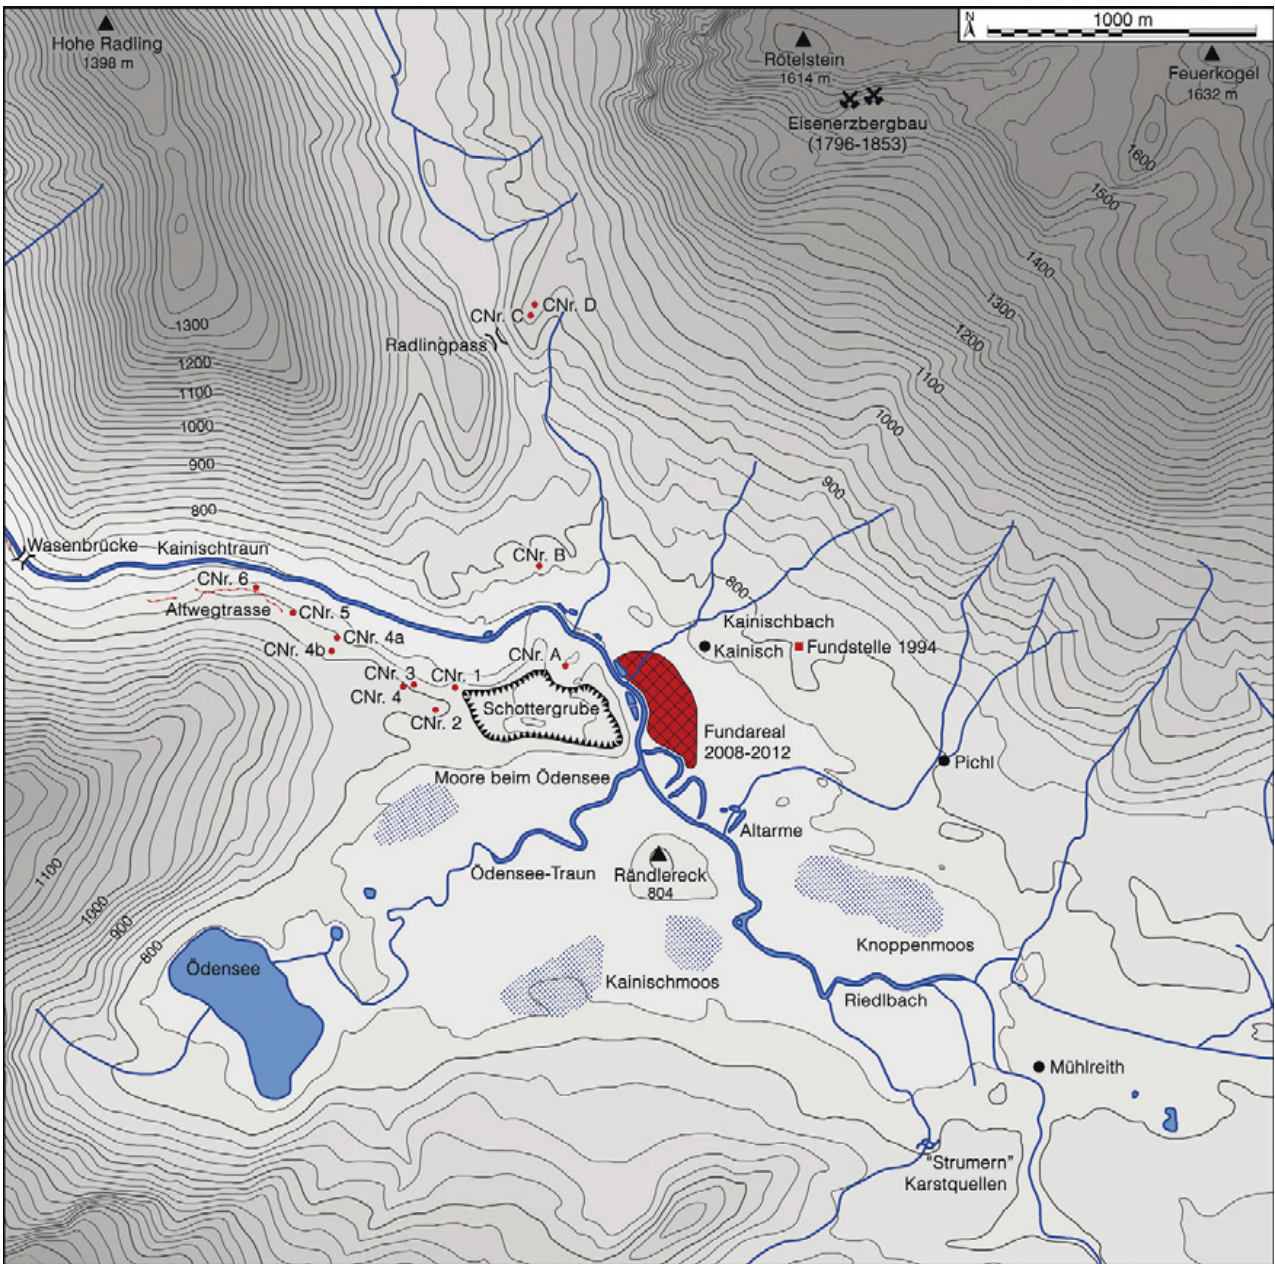 Hohe Radling
1398 m
N
1000 m
Rötelstein
1614 m
Feuerkogel
1632 m
Eisenerzbergbau
(1796-1853)
1600
1500
1400
1300
1200
1100
1000
900
CNr. D
CNr. C
Radlingpass
1300
1200
1100
1000
900
800
Wasenbrücke
Kainischtraun
CNr. B
CNr. 6
Altwegtrasse
CNr. 5
CNr. 4a
CNr. 4b
CNr. 3
CNr. 4
CNr. 1
CNr. 2
CNr. A
Schottergrube
800
Kainischbach
Kainisch
Fundstelle 1994
Fundareal
2008-2012
Pichl
Moore beim Ödensee
Altarme
Ödensee-Traun
Rändlereck
804
1100
1000
900
800
Knoppenmoos
Ödensee
Kainischmoos
Riedlbach
Mühlreith
"Strumern"
Karstquellen